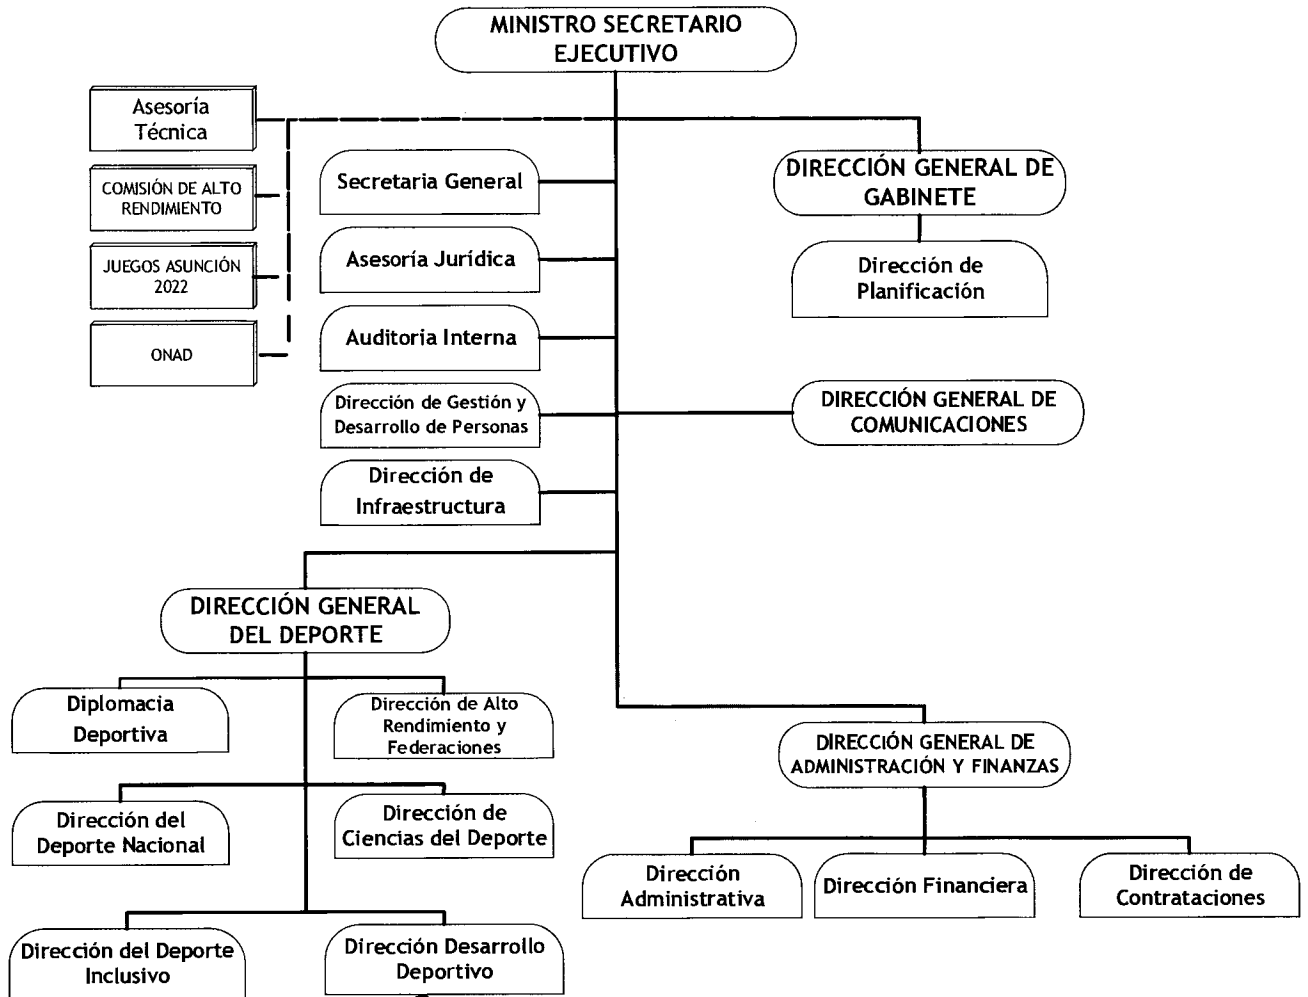 MINISTRO SECRETARIO
EJECUTIVO
Asesoría
Técnica
COMISIÓN DE ALTO
RENDIMIENTO
JUEGOS ASUNCIÓN
2022
ONAD
Secretaria General
Asesoría Jurídica
Auditoria Interna
Dirección de Gestión y
Desarrollo de Personas
Dirección de
Infraestructura
DIRECCIÓN GENERAL DE
GABINETE
Dirección de
Planificación
DIRECCIÓN GENERAL DE
COMUNICACIONES
DIRECCIÓN GENERAL
DEL DEPORTE
Diplomacia
Deportiva
Dirección de Alto
Rendimiento y
Federaciones
Dirección del
Deporte Nacional
Dirección de
Ciencias del Deporte
Dirección del Deporte
Inclusivo
Dirección Desarrollo
Deportivo
DIRECCIÓN GENERAL DE
ADMINISTRACIÓN Y FINANZAS
Dirección
Administrativa
Dirección Financiera
Dirección de
Contrataciones